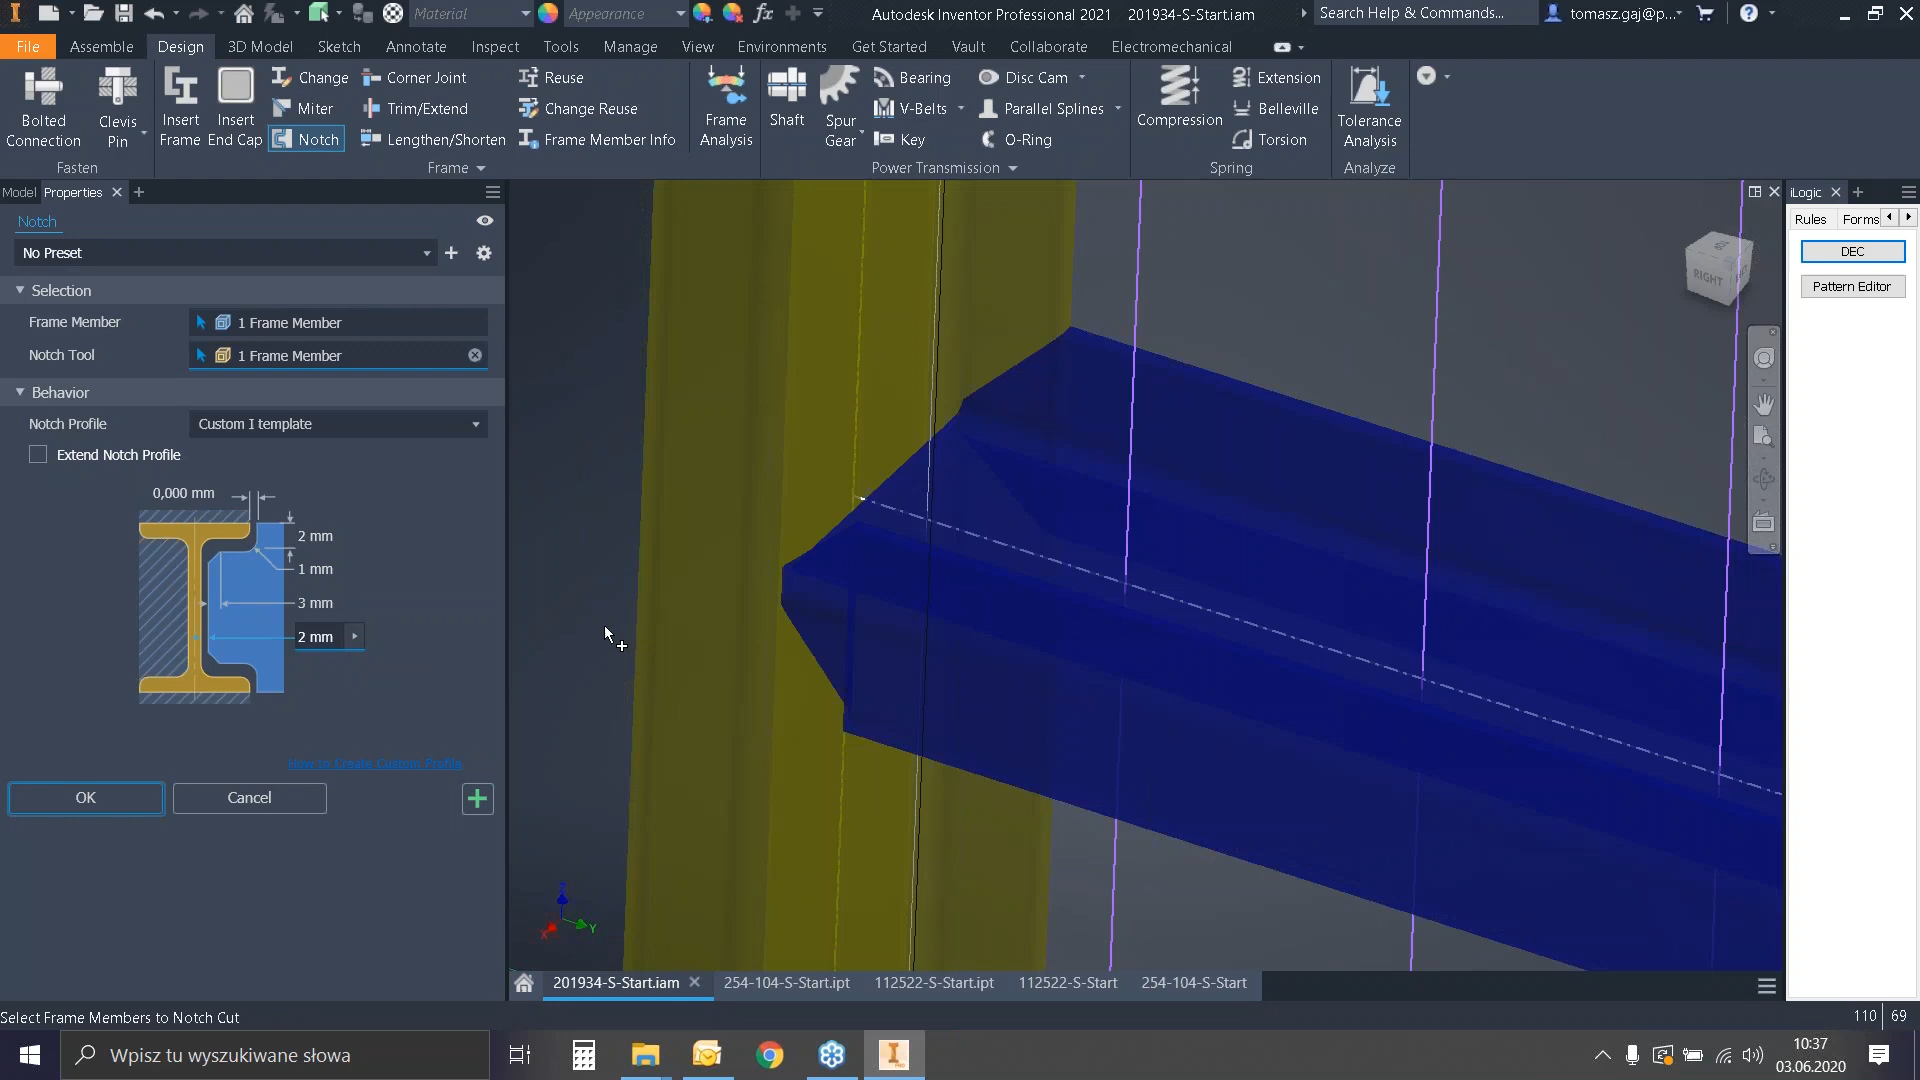 Material
Appearance
fx
Autodesk Inventor Professional 2021 201934-S-Start.iam
Search Help & Commands...
tomasz.gaj@p...
File Assemble Design 3D Model Sketch Annotate Inspect Tools Manage View Environments Get Started Vault Collaborate Electromechanical
Bolted Connection
Clevis Pin
Fasten
Insert Frame
Insert End Cap
Change
Miter
Notch
Corner Joint
Trim/Extend
Lengthen/Shorten
Reuse
Change Reuse
Frame Member Info
Frame
Frame Analysis
Shaft
Spur Gear
Bearing
V-Belts
Key
Disc Cam
Parallel Splines
O-Ring
Power Transmission
Compression
Extension
Belleville
Torsion
Spring
Tolerance Analysis
Analyze
Model Properties
Notch
No Preset
Selection
Frame Member 1 Frame Member
Notch Tool 1 Frame Member
Behavior
Notch Profile Custom I template
Extend Notch Profile
0,000 mm
2 mm
1 mm
3 mm
2 mm
How to Create Custom Profile
OK Cancel
RIGHT
iLogic
Rules Forms
DEC
Pattern Editor
Z
X
Y
201934-S-Start.iam 254-104-S-Start.ipt 112522-S-Start.ipt 112522-S-Start 254-104-S-Start
Select Frame Members to Notch Cut
110 69
Wpisz tu wyszukiwane słowa
10:37
03.06.2020